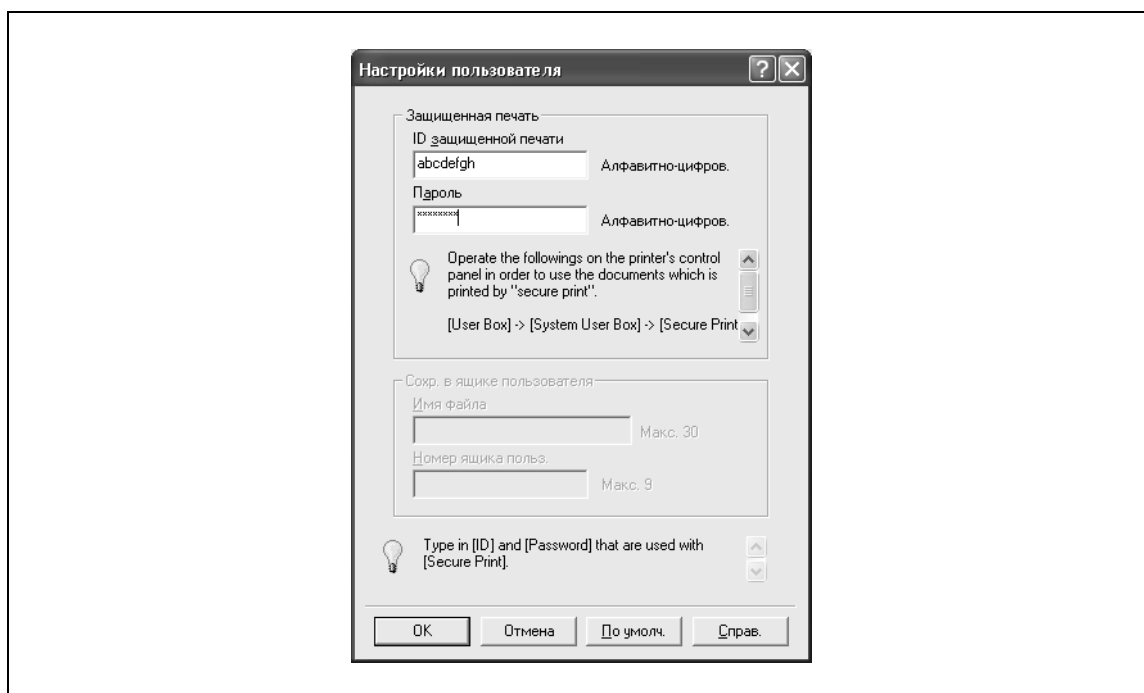 Настройки пользователя
Защищенная печать
ID защищенной печати
abcdefgh Алфавитно-цифров.
Пароль
******** Алфавитно-цифров.
Operate the followings on the printer's control
panel in order to use the documents which is
printed by "secure print".
[User Box] -> [System User Box] -> [Secure Print
Сохр. в ящике пользователя
Имя файла
Макс. 30
Номер ящика польз.
Макс. 9
Type in [ID] and [Password] that are used with
[Secure Print].
OK Отмена По умолч. Справ.